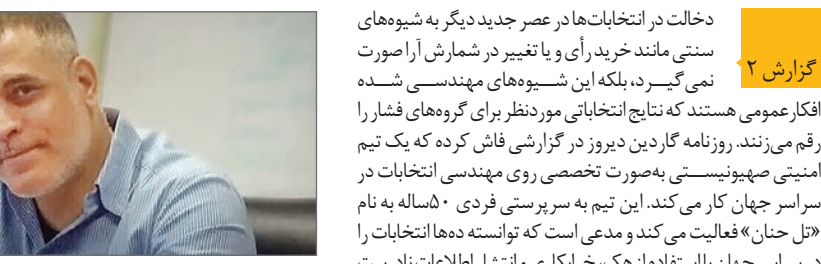 گزارش ۲
دخالت در انتخابات‌ها در عصر جدید دیگر به شیوه‌های
سنتی مانند خرید رأی و یا تغییر در شمارش آرا صورت
نمی‌گیرد، بلکه این شیوه‌های مهندسی شده
افکار عمومی هستند که نتایج انتخاباتی موردنظر برای گروه‌های فشار را
رقم می‌زنند. روزنامه گاردین دیروز در گزارشی فاش کرده که یک تیم
امنیتی صهیونیستی به‌صورت تخصصی روی مهندسی انتخابات در
سراسر جهان کار می‌کند. این تیم به سرپرستی فردی ۵۰ساله به نام
«تل حنان» فعالیت می‌کند و مدعی است که توانسته ده‌ها انتخابات را